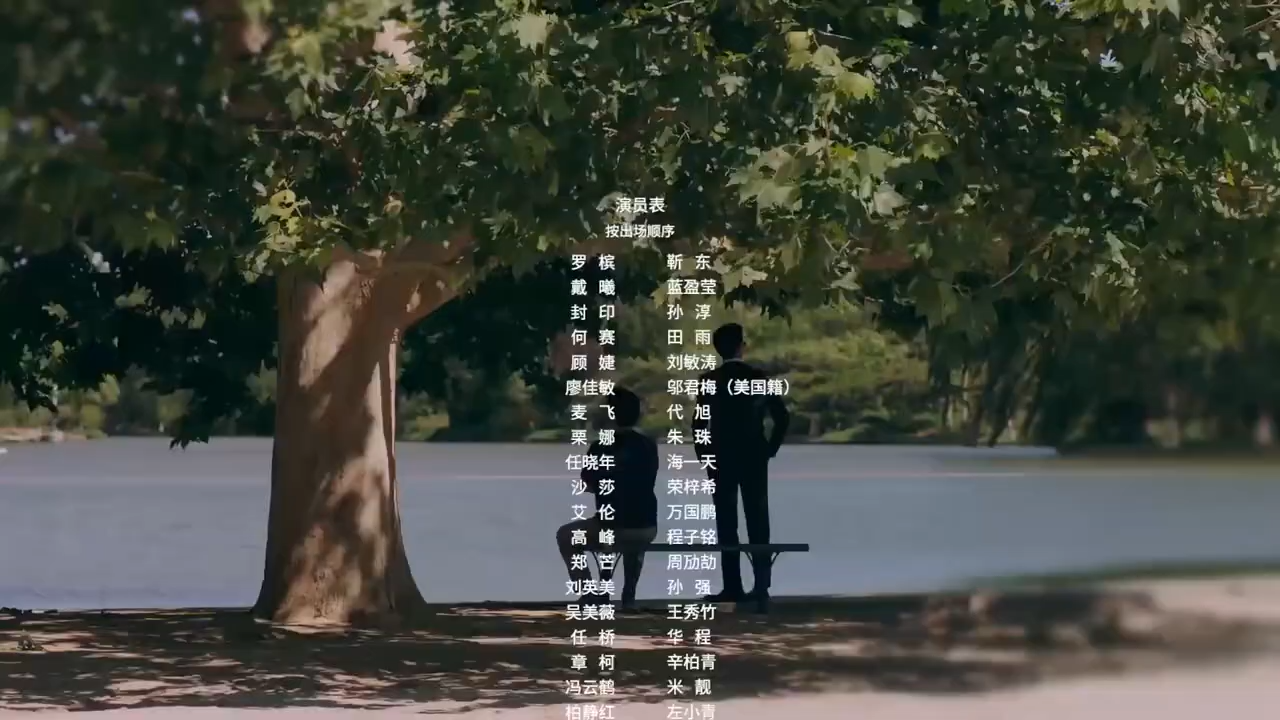 演员表
按出场顺序
罗 槟 靳 东
戴 曦 蓝盈莹
封 印 孙 淳
何 赛 田 雨
顾 婕 刘敏涛
廖佳敏 邬君梅（美国籍）
麦 飞 代 旭
栗 娜 朱 珠
任晓年 海一天
沙 莎 荣梓希
艾 伦 万国鹏
高 峰 程子铭
郑 芒 周劢劼
刘英美 孙 强
吴美薇 王秀竹
任 桥 华 程
章 柯 辛柏青
冯云鹤 米 靓
柏静红 左小青